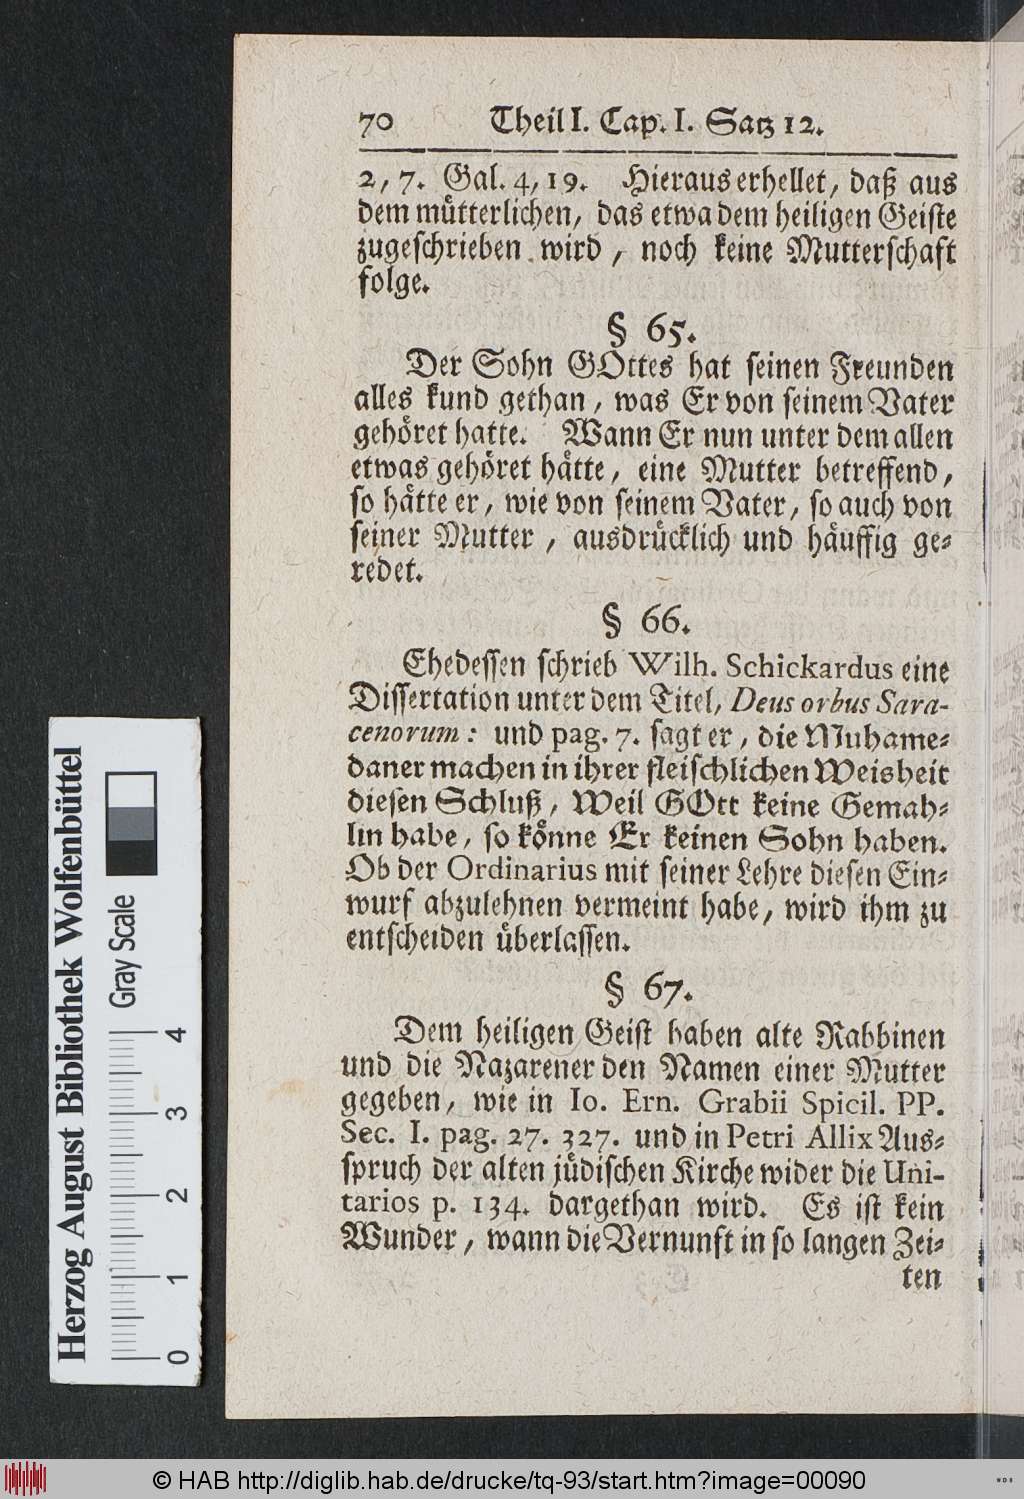 70 Theil I. Cap. I. Satz 12.
2, 7. Gal. 4, 19. Hieraus erhellet, daß aus
dem mütterlichen, das etwa dem heiligen Geiste
zugeschrieben wird, noch keine Mutterschaft
folge.
§ 65.
Der Sohn GOttes hat seinen Freunden
alles kund gethan, was Er von seinem Vater
gehöret hatte. Wann Er nun unter dem allen
etwas gehöret hätte, eine Mutter betreffend,
so hätte er, wie von seinem Vater, so auch von
seiner Mutter, ausdrücklich und häuffig ge-
redet.
§ 66.
Ehedessen schrieb Wilh. Schickardus eine
Dissertation unter dem Titel, Deus orbus Sara-
cenorum: und pag. 7. sagt er, die Muhame-
daner machen in ihrer fleischlichen Weisheit
diesen Schluß, Weil GOtt keine Gemah-
lin habe, so könne Er keinen Sohn haben.
Ob der Ordinarius mit seiner Lehre diesen Ein-
wurf abzulehnen vermeint habe, wird ihm zu
entscheiden überlassen.
§ 67.
Dem heiligen Geist haben alte Rabbinen
und die Nazarener den Namen einer Mutter
gegeben, wie in Io. Ern. Grabii Spicil. PP.
Sec. I. pag. 27. 327. und in Petri Allix Aus-
spruch der alten jüdischen Kirche wider die Uni-
tarios p. 134. dargethan wird. Es ist kein
Wunder, wann die Vernunft in so langen Zei-
ten
Herzog August Bibliothek Wolfenbüttel
Gray Scale
0 1 2 3 4
© HAB http://diglib.hab.de/drucke/tq-93/start.htm?image=00090